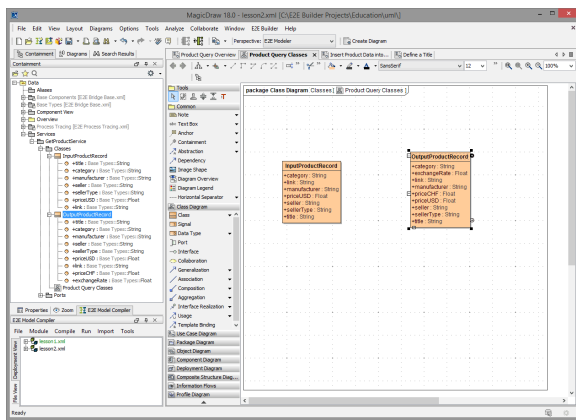 MagicDraw 18.0 - lesson2.xml [C:\E2E Builder Projects\Education\uml\]
File Edit View Layout Diagrams Options Tools Analyze Collaborate Window E2E Builder Help
Perspective: E2E Modeler Create Diagram
Containment Diagrams Search Results
Product Query Overview Product Query Classes Insert Product Data into... Define a Title
Containment
SansSerif 12 100%
Data
Aliases
Base Components [E2E Bridge Base.xml]
Base Types [E2E Bridge Base.xml]
Component View
Overview
Process Tracing [E2E Process Tracing.xml]
Services
GetProductService
Classes
InputProductRecord
+title : Base Types::String
+category : Base Types::String
+manufacturer : Base Types::String
+seller : Base Types::String
+sellerType : Base Types::String
+priceUSD : Base Types::Float
+link : Base Types::String
OutputProductRecord
+title : Base Types::String
+category : Base Types::String
+manufacturer : Base Types::String
+seller : Base Types::String
+sellerType : Base Types::String
+priceUSD : Base Types::Float
+link : Base Types::String
+priceCHF : Base Types::Float
+exchangeRate : Base Types::Float
Product Query Classes
Ports
Properties Zoom E2E Model Compiler
E2E Model Compiler
File Module Compile Run Import Tools
lesson1.xml
lesson2.xml
Deployment View
File View
Ready
Tools
Common
Note
Text Box
Anchor
Containment
Abstraction
Dependency
Image Shape
Diagram Overview
Diagram Legend
Horizontal Separator
Class Diagram
Class
Signal
Data Type
Port
Interface
Collaboration
Generalization
Association
Composition
Aggregation
Interface Realization
Usage
Template Binding
Use Case Diagram
Package Diagram
Object Diagram
Component Diagram
Deployment Diagram
Composite Structure Diag...
Information Flows
Profile Diagram
package Class Diagram Classes [ Product Query Classes ]
InputProductRecord
+category : String
+link : String
+manufacturer : String
+priceUSD : Float
+seller : String
+sellerType : String
+title : String
OutputProductRecord
+category : String
+exchangeRate : Float
+link : String
+manufacturer : String
+priceUSD : Float
+seller : String
+sellerType : String
+title : String